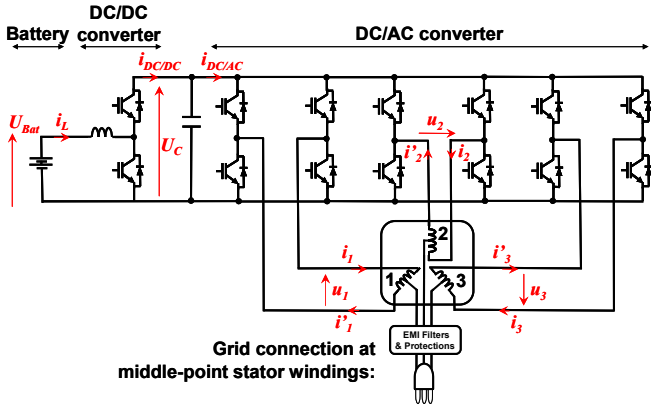 DC/DC
Battery converter DC/AC converter
i_DC/DC i_DC/AC
U_Bat i_L U_C u_2
i'_2 i_2
2
i_1 i'_3
1 3
u_1 u_3
i'_1 i_3
EMI Filters
& Protections
Grid connection at
middle-point stator windings: